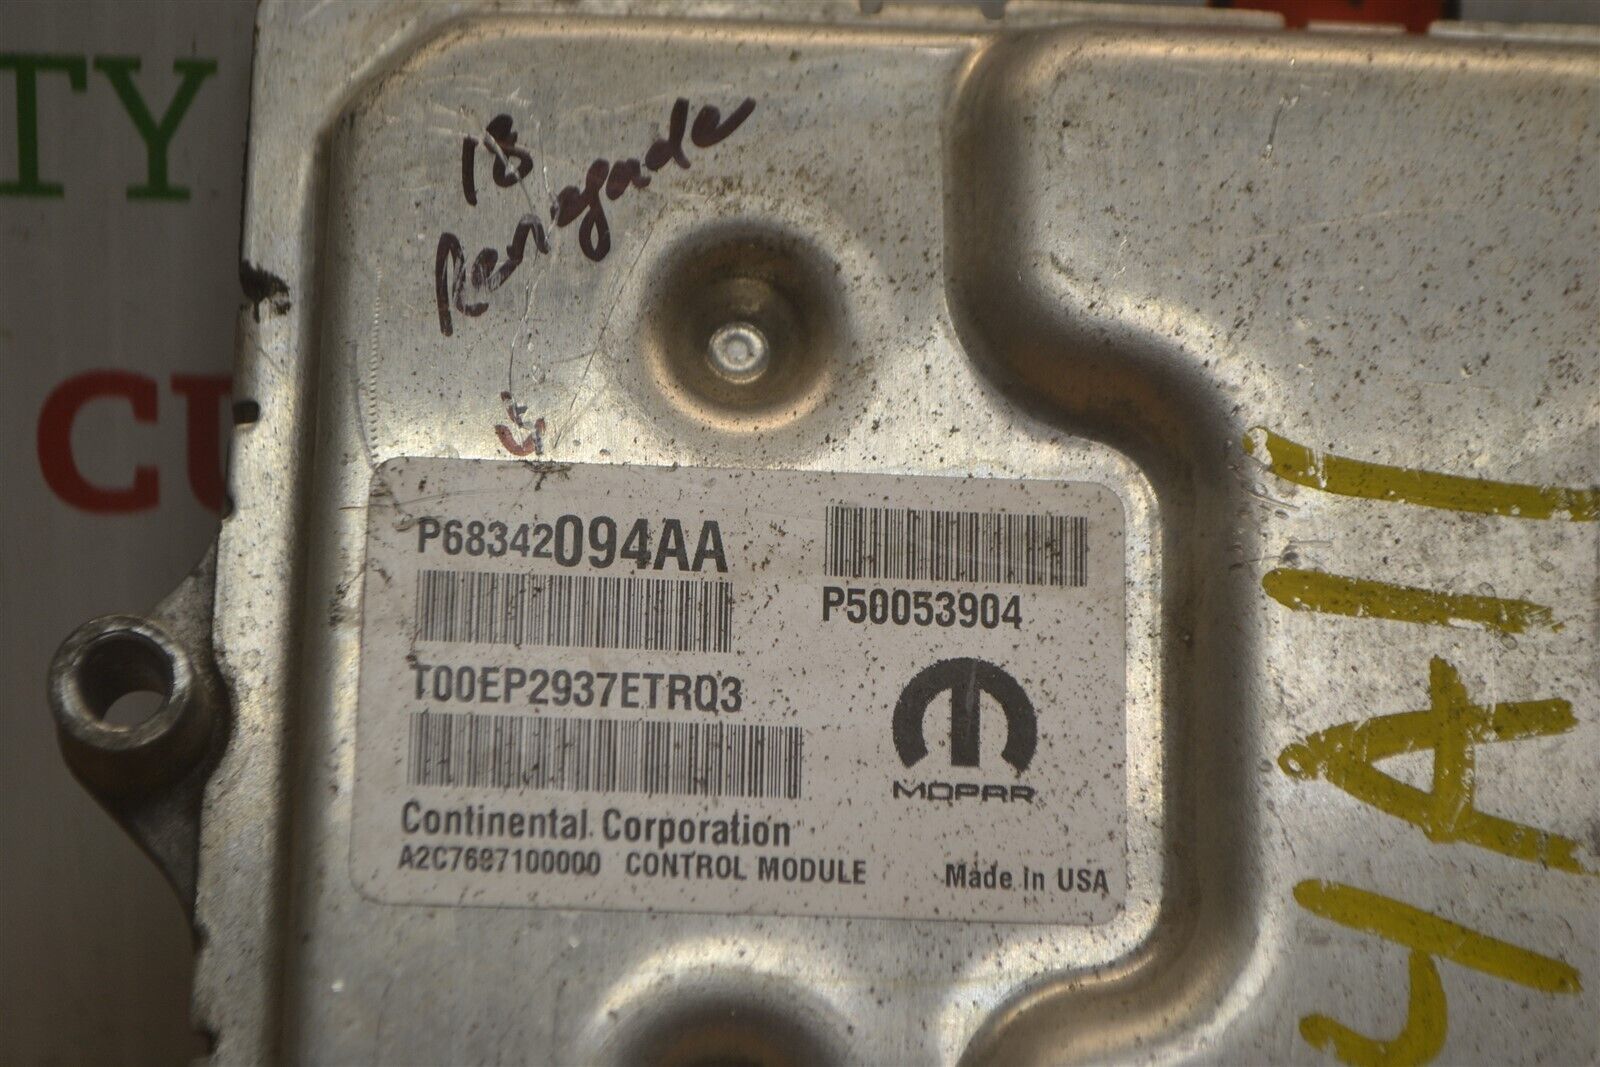 TY
CU
18
Renegade
P68342094AA
P50053904
T00EP2937ETRQ3
MOPAR
Continental Corporation
A2C7687100000 CONTROL MODULE Made In USA